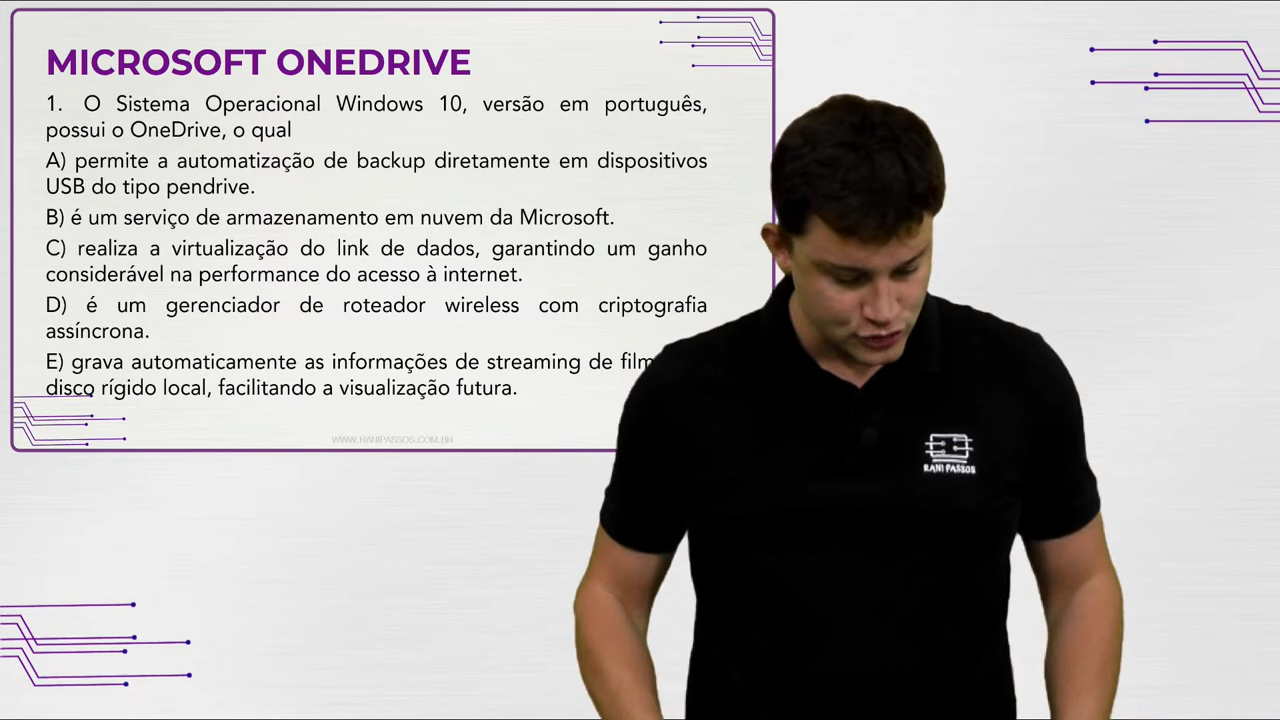 MICROSOFT ONEDRIVE
1. O Sistema Operacional Windows 10, versão em português,
possui o OneDrive, o qual
A) permite a automatização de backup diretamente em dispositivos
USB do tipo pendrive.
B) é um serviço de armazenamento em nuvem da Microsoft.
C) realiza a virtualização do link de dados, garantindo um ganho
considerável na performance do acesso à internet.
D) é um gerenciador de roteador wireless com criptografia
assíncrona.
E) grava automaticamente as informações de streaming de
disco rígido local, facilitando a visualização futura.
WWW.RANIPASSOS.COM.BR
RANI PASSOS